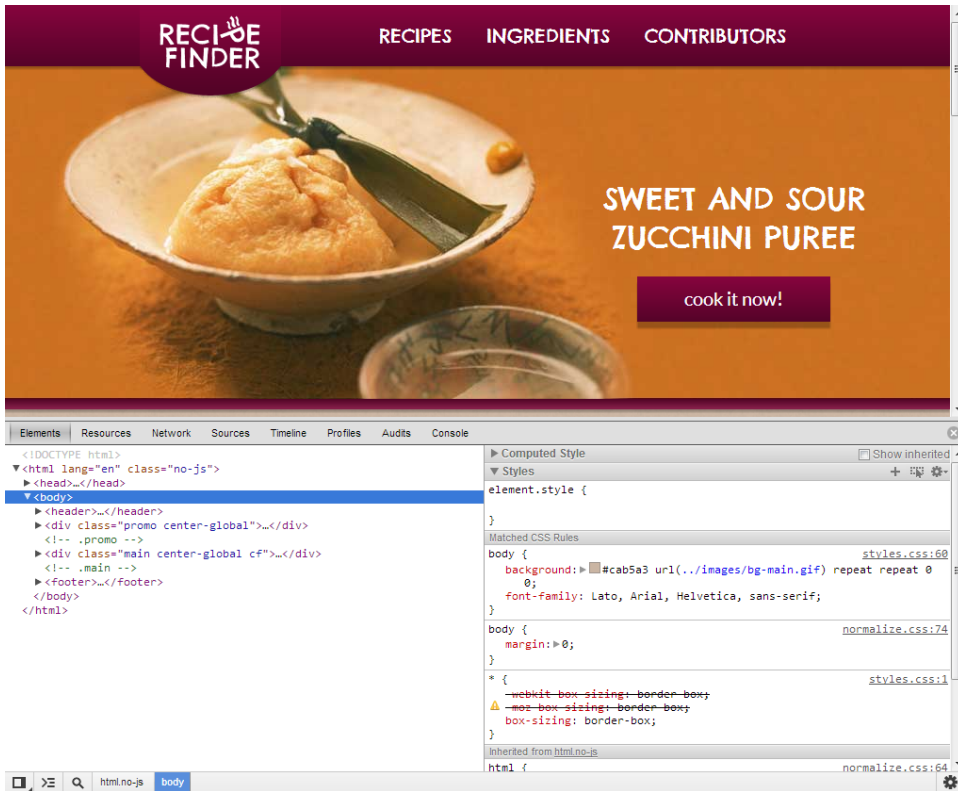 RECIPE
FINDER
RECIPES INGREDIENTS CONTRIBUTORS
SWEET AND SOUR
ZUCCHINI PUREE
cook it now!
Elements Resources Network Sources Timeline Profiles Audits Console
<!DOCTYPE html>
▼<html lang="en" class="no-js">
▶<head>…</head>
▼<body>
▶<header>…</header>
▶<div class="promo center-global">…</div>
<!-- .promo -->
▶<div class="main center-global cf">…</div>
<!-- .main -->
▶<footer>…</footer>
</body>
</html>
▶ Computed Style Show inherited
▼ Styles
element.style {
}
Matched CSS Rules
body { styles.css:60
background:▶#cab5a3 url(../images/bg-main.gif) repeat repeat 0
0;
font-family: Lato, Arial, Helvetica, sans-serif;
}
body { normalize.css:74
margin:▶0;
}
* { styles.css:1
-webkit-box-sizing: border-box;
-moz-box-sizing: border-box;
box-sizing: border-box;
}
Inherited from html.no-js
html { normalize.css:64
html.no-js body